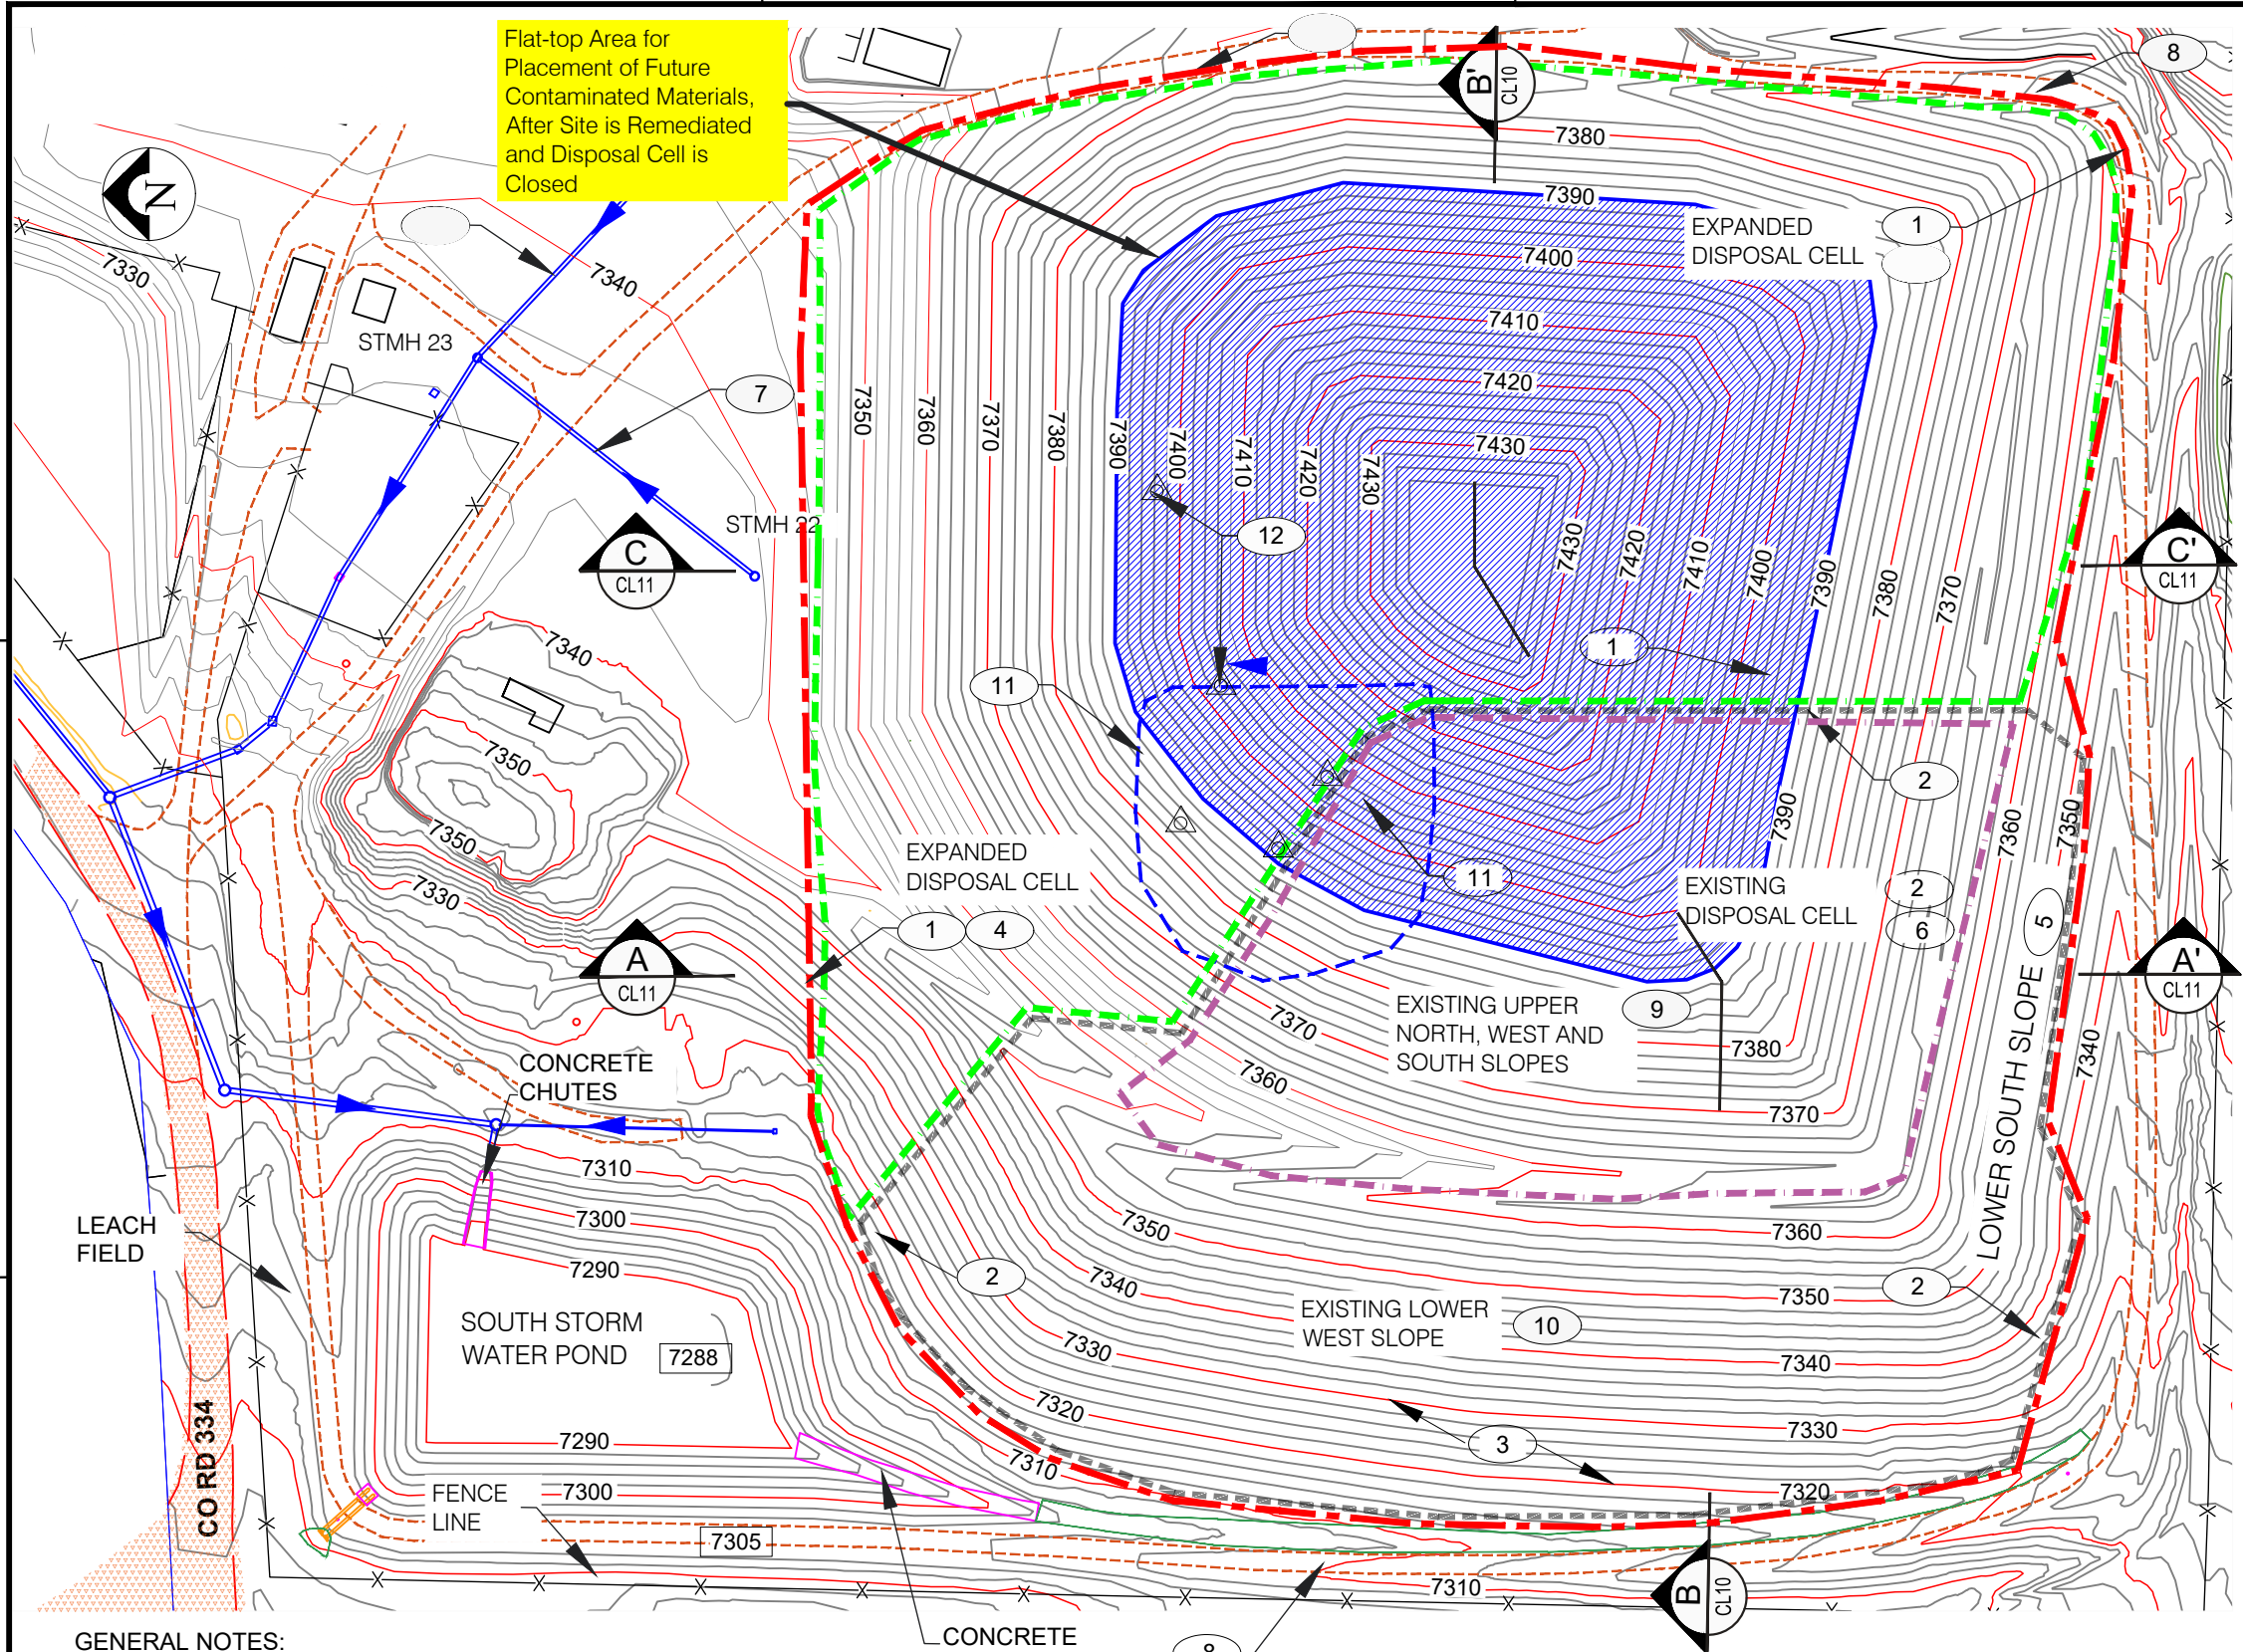 Flat-top Area for
Placement of Future
Contaminated Materials,
After Site is Remediated
and Disposal Cell is
Closed
B'
CL10
8
7380
N
7390
EXPANDED
DISPOSAL CELL
1
7330
7340
7400
STMH 23
7410
7
7420
7350
7360
7370
7380
7390
7400
7410
7420
7430
7430
7430
7420
7410
7400
7390
7380
7370
STMH 22
12
C
CL11
C'
CL11
7340
1
11
7350
2
7350
7390
7360
7350
7330
EXPANDED
DISPOSAL CELL
11
EXISTING
DISPOSAL CELL
2
6
5
1
4
A
CL11
A'
CL11
EXISTING UPPER
NORTH, WEST AND
SOUTH SLOPES
9
7370
7380
7340
CONCRETE
CHUTES
7360
7370
LOWER SOUTH SLOPE
7310
LEACH
FIELD
7300
7350
7360
7290
2
7340
2
7350
SOUTH STORM
WATER POND
7288
EXISTING LOWER
WEST SLOPE
10
7330
7340
CO RD 334
7320
7330
7290
3
7310
7300
7320
FENCE
LINE
7305
7310
B
CL10
GENERAL NOTES:
CONCRETE
8